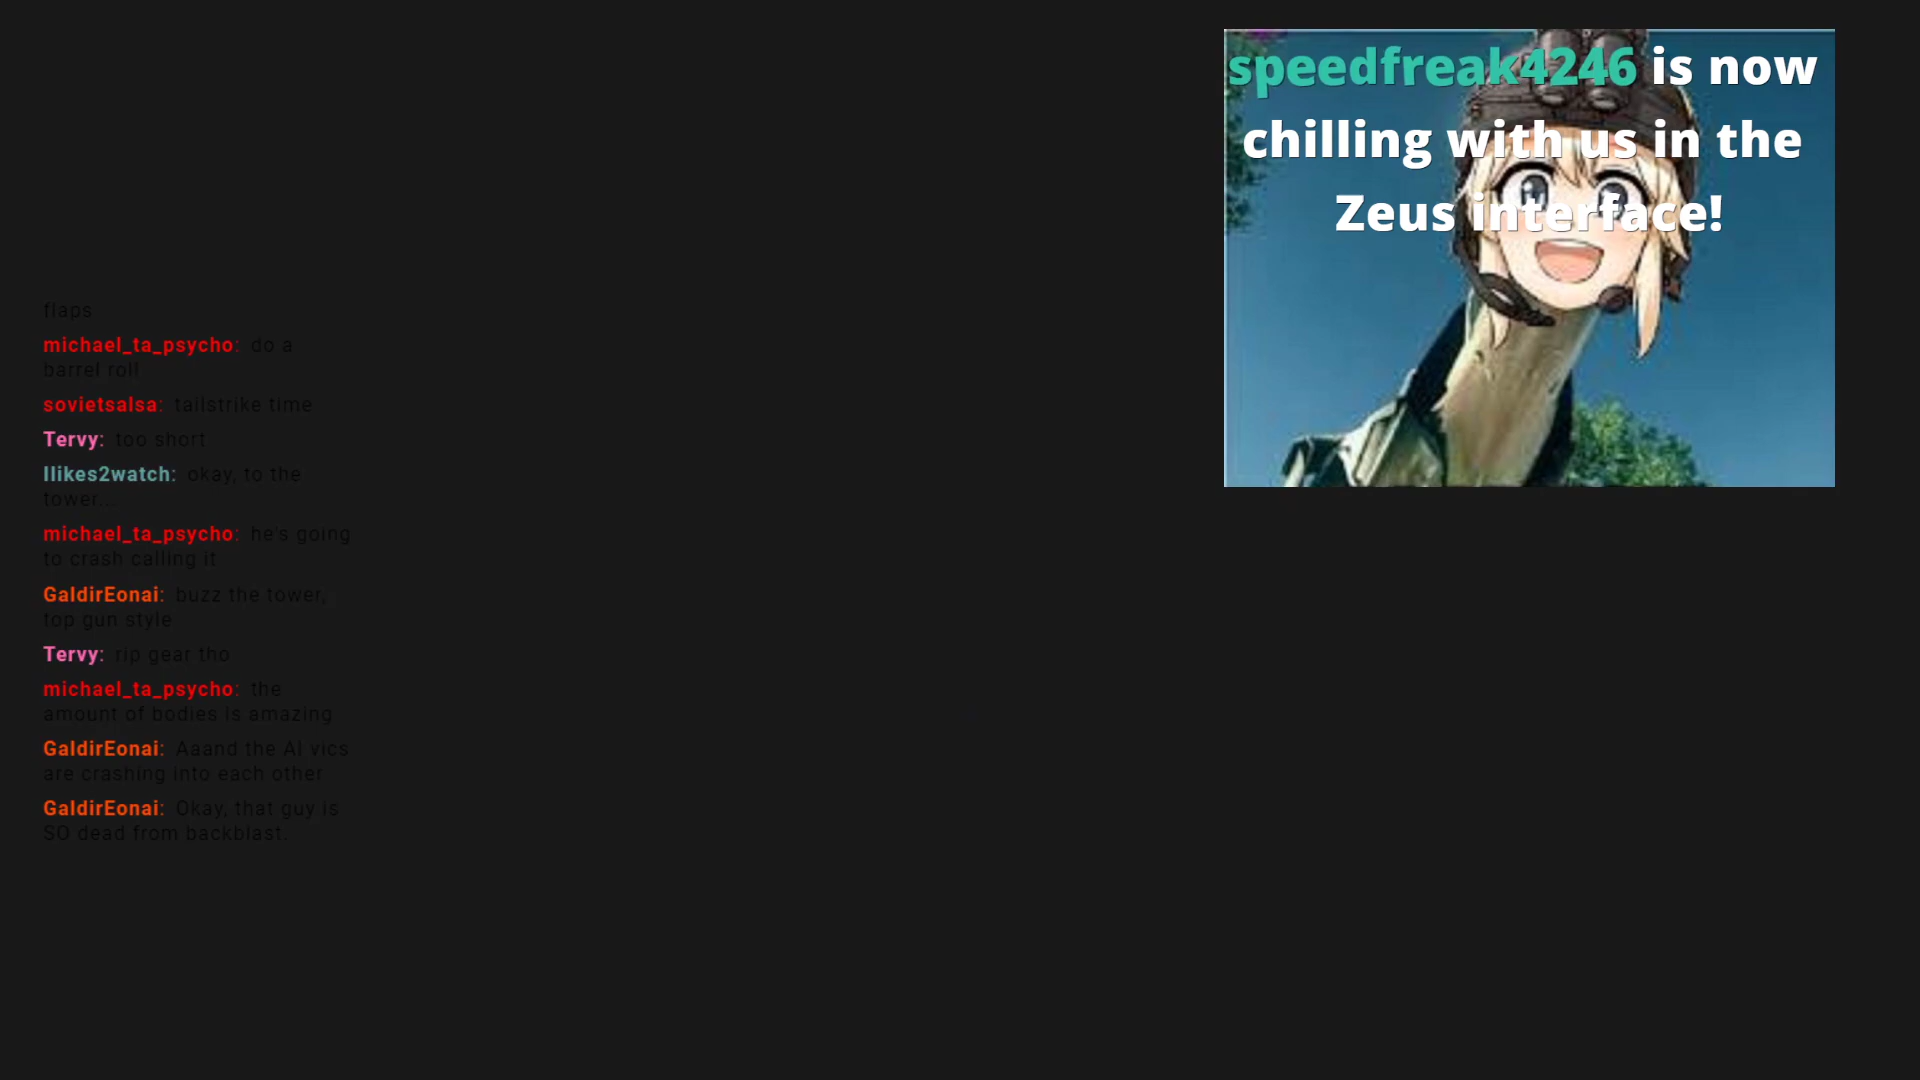 flaps
michael_ta_psycho: do a
barrel roll
sovietsalsa: tailstrike time
Tervy: too short
Ilikes2watch: okay, to the
tower...
michael_ta_psycho: he's going
to crash calling it
GaldirEonai: buzz the tower,
top gun style
Tervy: rip gear tho
michael_ta_psycho: the
amount of bodies is amazing
GaldirEonai: Aaand the AI vics
are crashing into each other
GaldirEonai: Okay, that guy is
SO dead from backblast.
speedfreak4246 is now
chilling with us in the
Zeus interface!